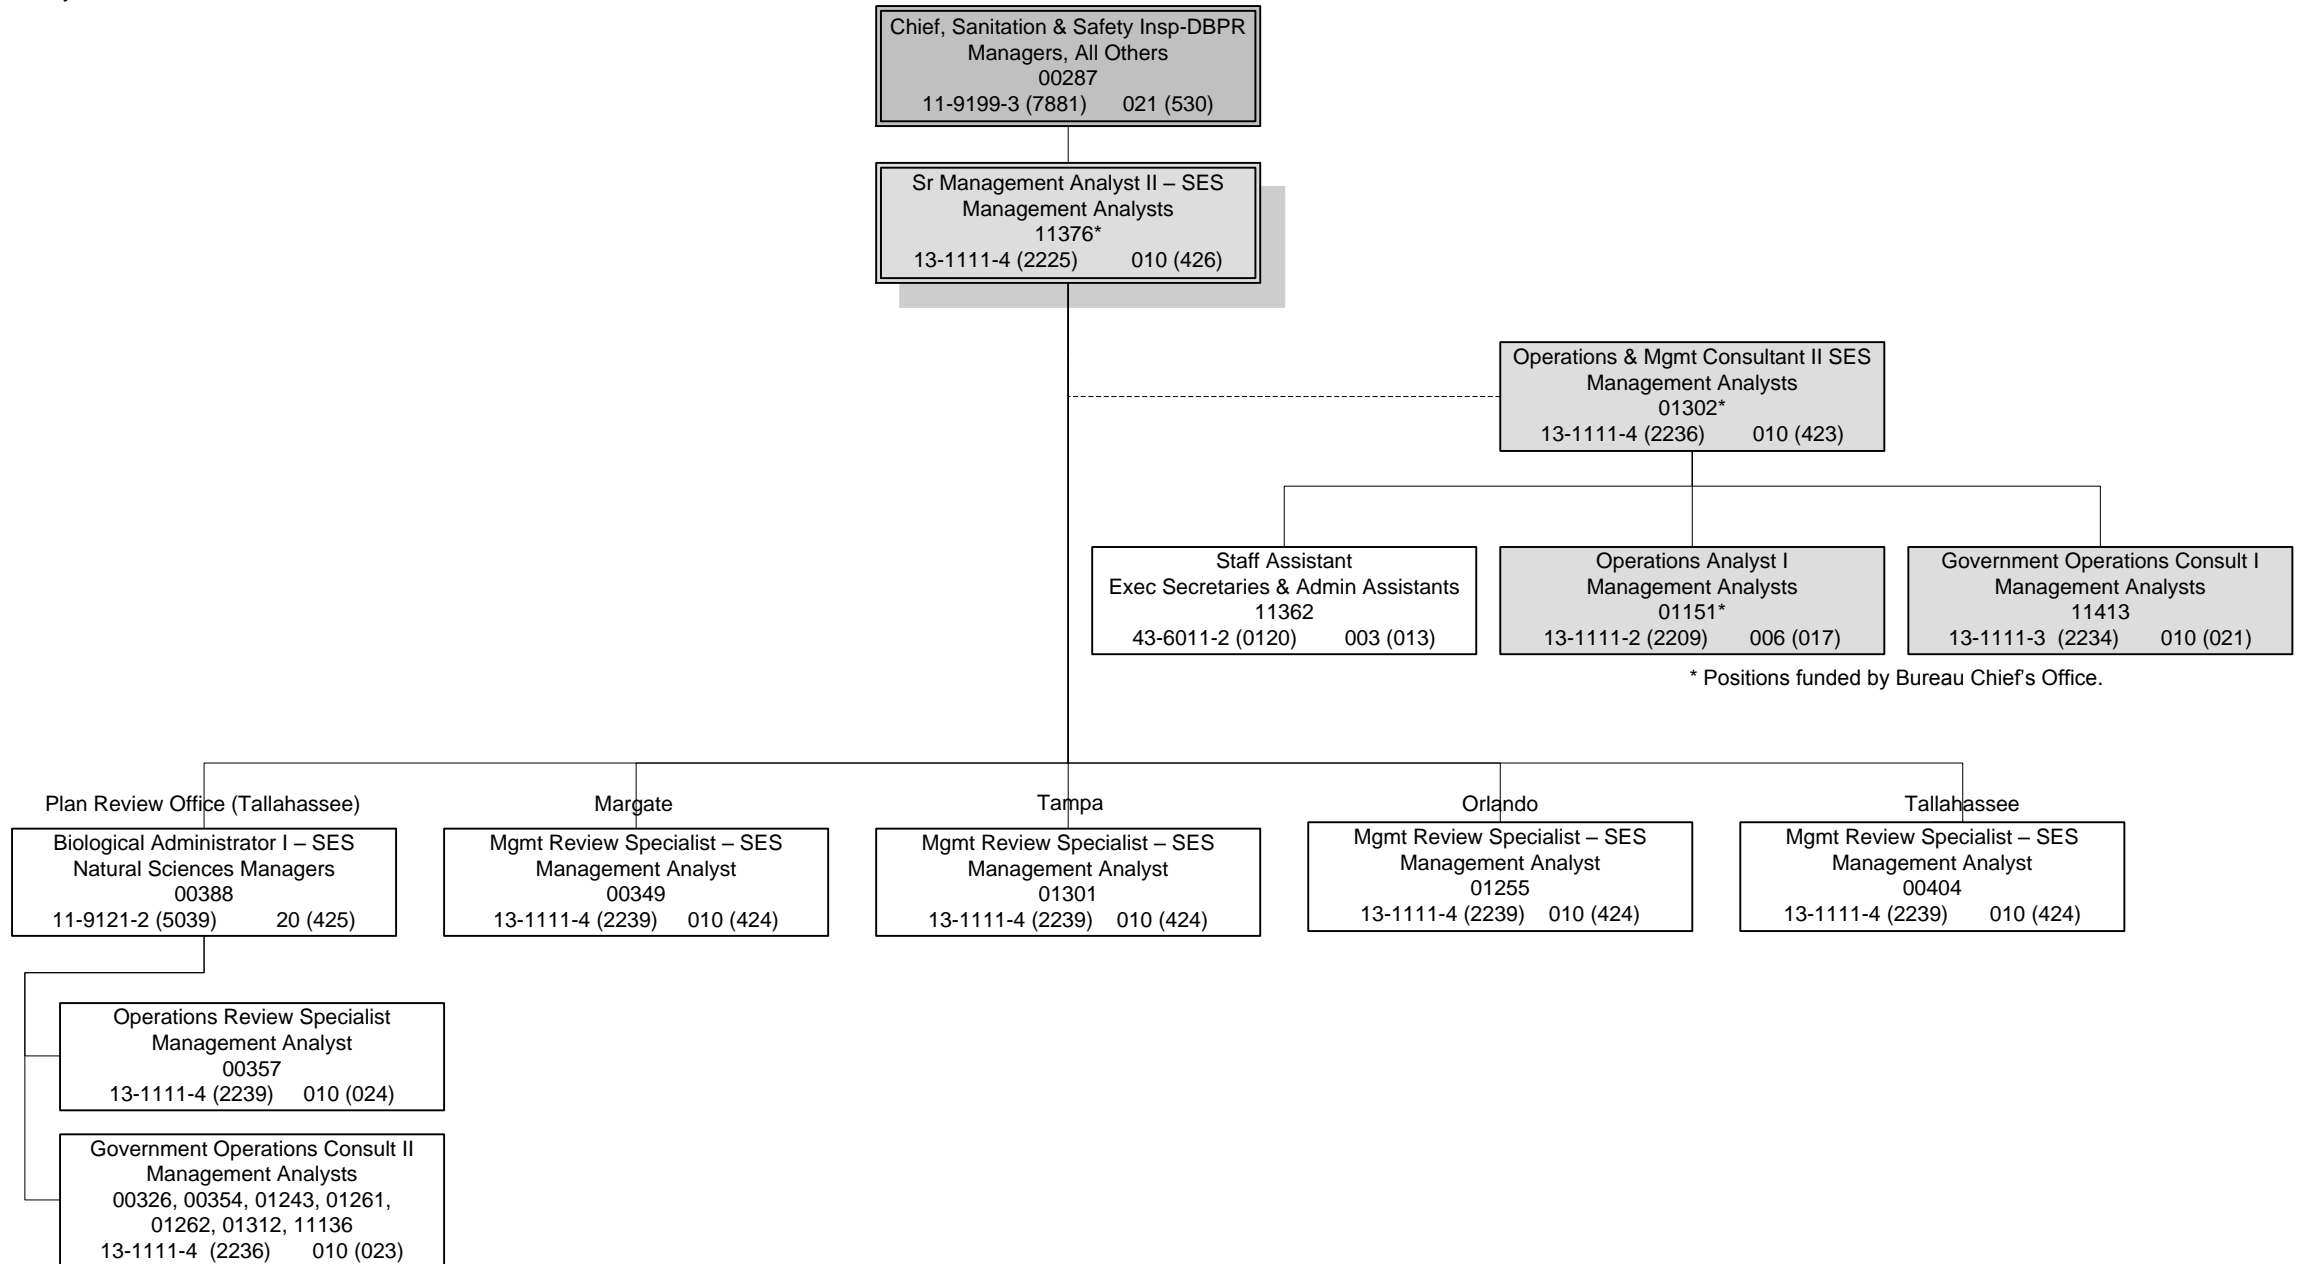 Chief, Sanitation & Safety Insp-DBPR
Managers, All Others
00287
11-9199-3 (7881) 021 (530)
Sr Management Analyst II – SES
Management Analysts
11376*
13-1111-4 (2225) 010 (426)
Operations & Mgmt Consultant II SES
Management Analysts
01302*
13-1111-4 (2236) 010 (423)
Staff Assistant
Exec Secretaries & Admin Assistants
11362
43-6011-2 (0120) 003 (013)
Operations Analyst I
Management Analysts
01151*
13-1111-2 (2209) 006 (017)
Government Operations Consult I
Management Analysts
11413
13-1111-3 (2234) 010 (021)
* Positions funded by Bureau Chief's Office.
Plan Review Office (Tallahassee)
Biological Administrator I – SES
Natural Sciences Managers
00388
11-9121-2 (5039) 20 (425)
Margate
Mgmt Review Specialist – SES
Management Analyst
00349
13-1111-4 (2239) 010 (424)
Tampa
Mgmt Review Specialist – SES
Management Analyst
01301
13-1111-4 (2239) 010 (424)
Orlando
Mgmt Review Specialist – SES
Management Analyst
01255
13-1111-4 (2239) 010 (424)
Tallahassee
Mgmt Review Specialist – SES
Management Analyst
00404
13-1111-4 (2239) 010 (424)
Operations Review Specialist
Management Analyst
00357
13-1111-4 (2239) 010 (024)
Government Operations Consult II
Management Analysts
00326, 00354, 01243, 01261,
01262, 01312, 11136
13-1111-4 (2236) 010 (023)